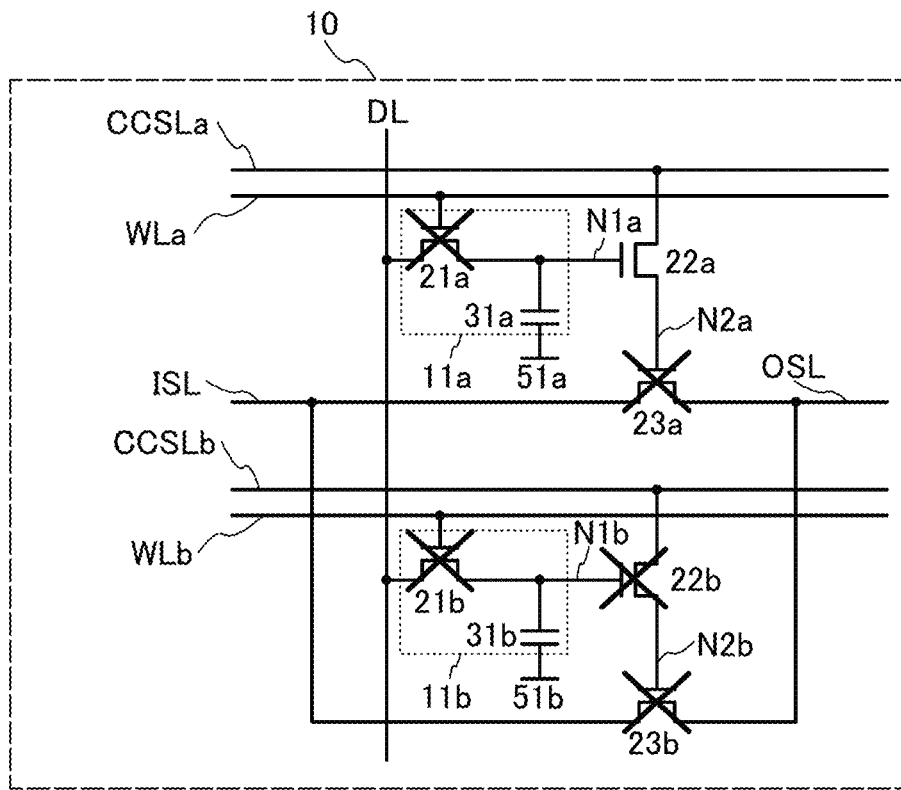 10
DL
CCSLa
WLa
N1a
21a
22a
31a
N2a
11a
51a
ISL
OSL
23a
CCSLb
WLb
N1b
21b
22b
31b
N2b
11b
51b
23b